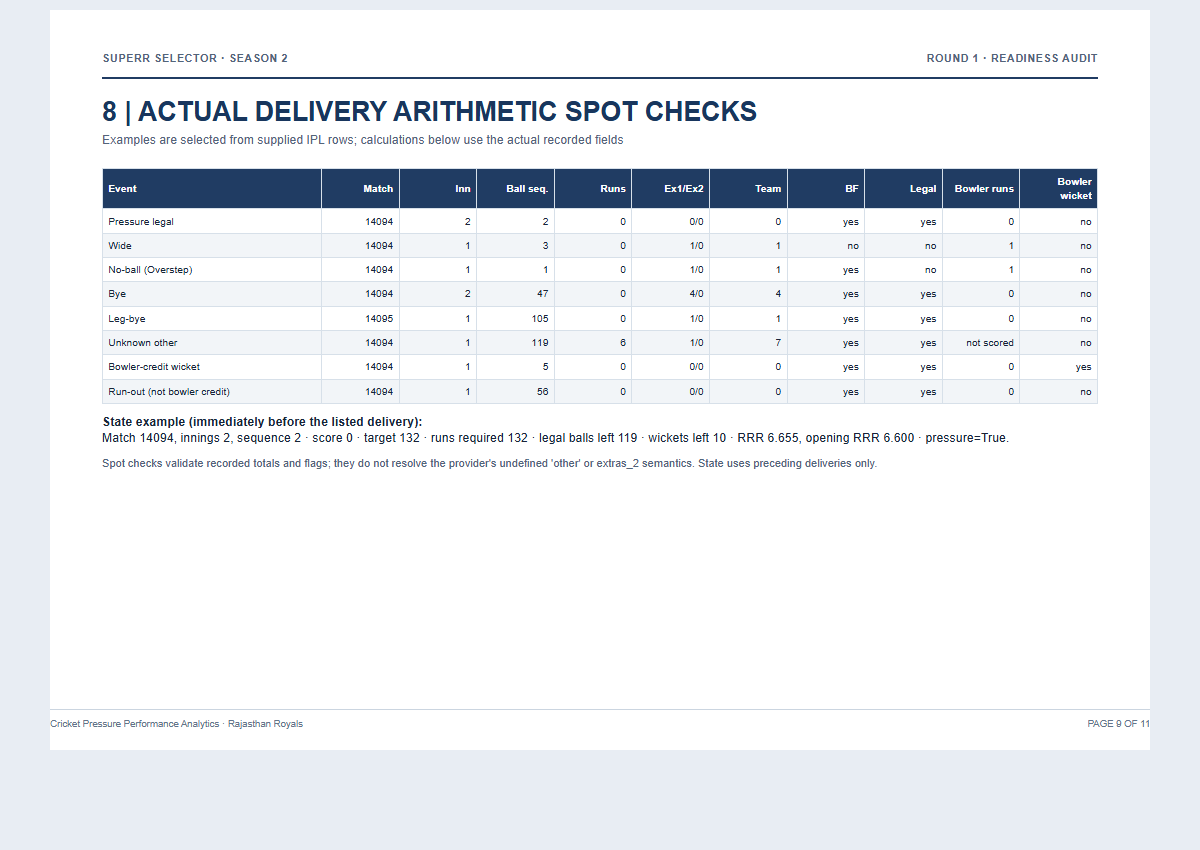 SUPERR SELECTOR · SEASON 2 ROUND 1 · READINESS AUDIT
8 | ACTUAL DELIVERY ARITHMETIC SPOT CHECKS
Examples are selected from supplied IPL rows; calculations below use the actual recorded fields
Event Match Inn Ball seq. Runs Ex1/Ex2 Team BF Legal Bowler runs Bowler wicket
Pressure legal 14094 2 2 0 0/0 0 yes yes 0 no
Wide 14094 1 3 0 1/0 1 no no 1 no
No-ball (Overstep) 14094 1 1 0 1/0 1 yes no 1 no
Bye 14094 2 47 0 4/0 4 yes yes 0 no
Leg-bye 14095 1 105 0 1/0 1 yes yes 0 no
Unknown other 14094 1 119 6 1/0 7 yes yes not scored no
Bowler-credit wicket 14094 1 5 0 0/0 0 yes yes 0 yes
Run-out (not bowler credit) 14094 1 56 0 0/0 0 yes yes 0 no
State example (immediately before the listed delivery):
Match 14094, innings 2, sequence 2 · score 0 · target 132 · runs required 132 · legal balls left 119 · wickets left 10 · RRR 6.655, opening RRR 6.600 · pressure=True.
Spot checks validate recorded totals and flags; they do not resolve the provider's undefined 'other' or extras_2 semantics. State uses preceding deliveries only.
Cricket Pressure Performance Analytics · Rajasthan Royals PAGE 9 OF 11